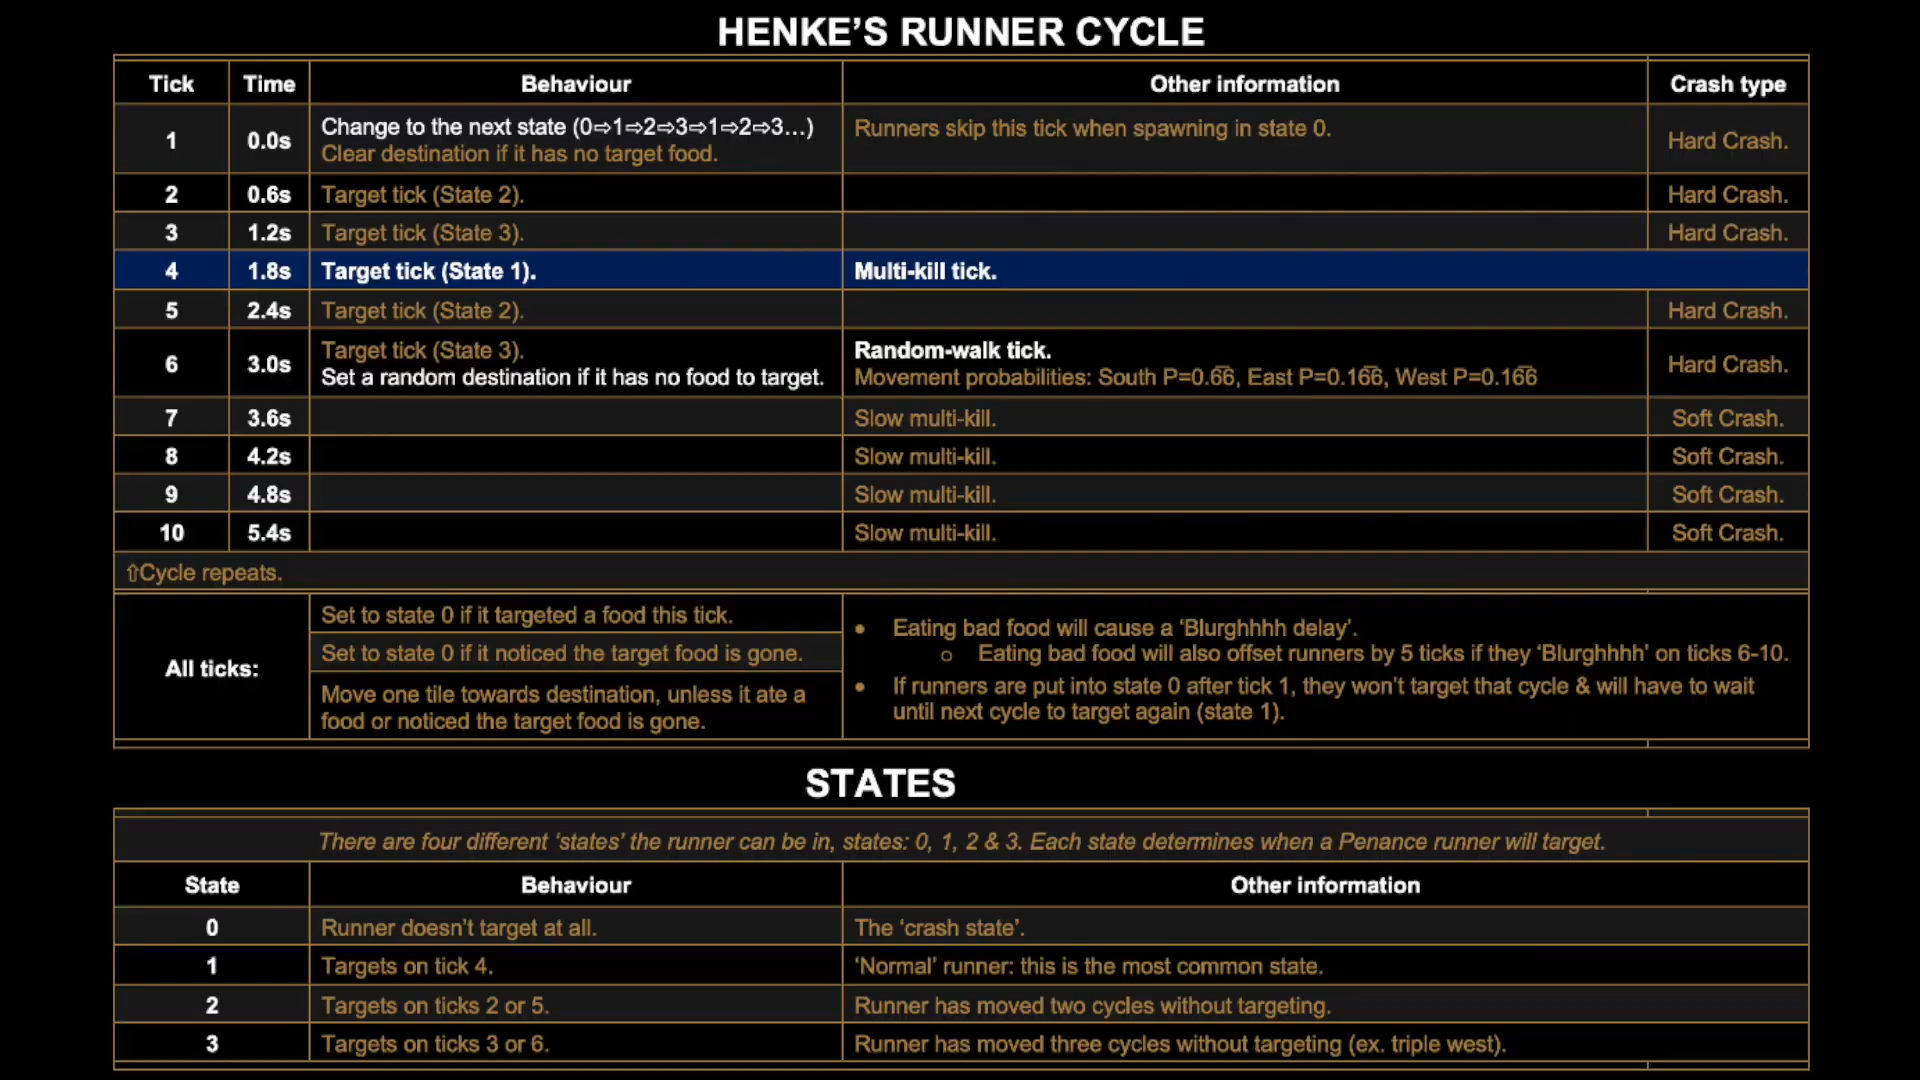 HENKE'S RUNNER CYCLE
Tick Time Behaviour Other information Crash type
1 0.0s Change to the next state (0⇨1⇨2⇨3⇨1⇨2⇨3...) Runners skip this tick when spawning in state 0. Hard Crash.
Clear destination if it has no target food.
2 0.6s Target tick (State 2). Hard Crash.
3 1.2s Target tick (State 3). Hard Crash.
4 1.8s Target tick (State 1). Multi-kill tick.
5 2.4s Target tick (State 2). Hard Crash.
6 3.0s Target tick (State 3). Random-walk tick. Hard Crash.
Set a random destination if it has no food to target. Movement probabilities: South P=0.6̅6̅, East P=0.16̅6̅, West P=0.16̅6̅
7 3.6s Slow multi-kill. Soft Crash.
8 4.2s Slow multi-kill. Soft Crash.
9 4.8s Slow multi-kill. Soft Crash.
10 5.4s Slow multi-kill. Soft Crash.
⇧Cycle repeats.
All ticks:
Set to state 0 if it targeted a food this tick.
Set to state 0 if it noticed the target food is gone.
Move one tile towards destination, unless it ate a
food or noticed the target food is gone.
• Eating bad food will cause a 'Blurghhhh delay'.
o Eating bad food will also offset runners by 5 ticks if they 'Blurghhhh' on ticks 6-10.
• If runners are put into state 0 after tick 1, they won't target that cycle & will have to wait
until next cycle to target again (state 1).
STATES
There are four different 'states' the runner can be in, states: 0, 1, 2 & 3. Each state determines when a Penance runner will target.
State Behaviour Other information
0 Runner doesn't target at all. The 'crash state'.
1 Targets on tick 4. 'Normal' runner: this is the most common state.
2 Targets on ticks 2 or 5. Runner has moved two cycles without targeting.
3 Targets on ticks 3 or 6. Runner has moved three cycles without targeting (ex. triple west).